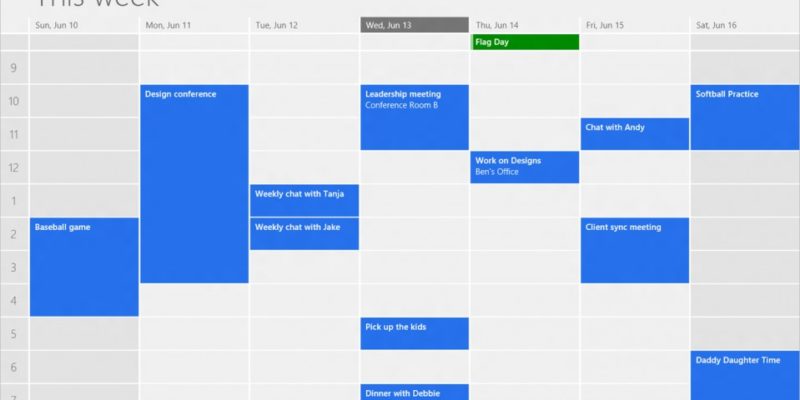 This week
Sun, Jun 10
Mon, Jun 11
Tue, Jun 12
Wed, Jun 13
Thu, Jun 14
Fri, Jun 15
Sat, Jun 16
Flag Day
9
10
Design conference
Leadership meeting
Conference Room B
Softball Practice
11
Chat with Andy
12
Work on Designs
Ben's Office
1
Weekly chat with Tanja
2
Baseball game
Weekly chat with Jake
Client sync meeting
3
4
5
Pick up the kids
6
Daddy Daughter Time
7
Dinner with Debbie